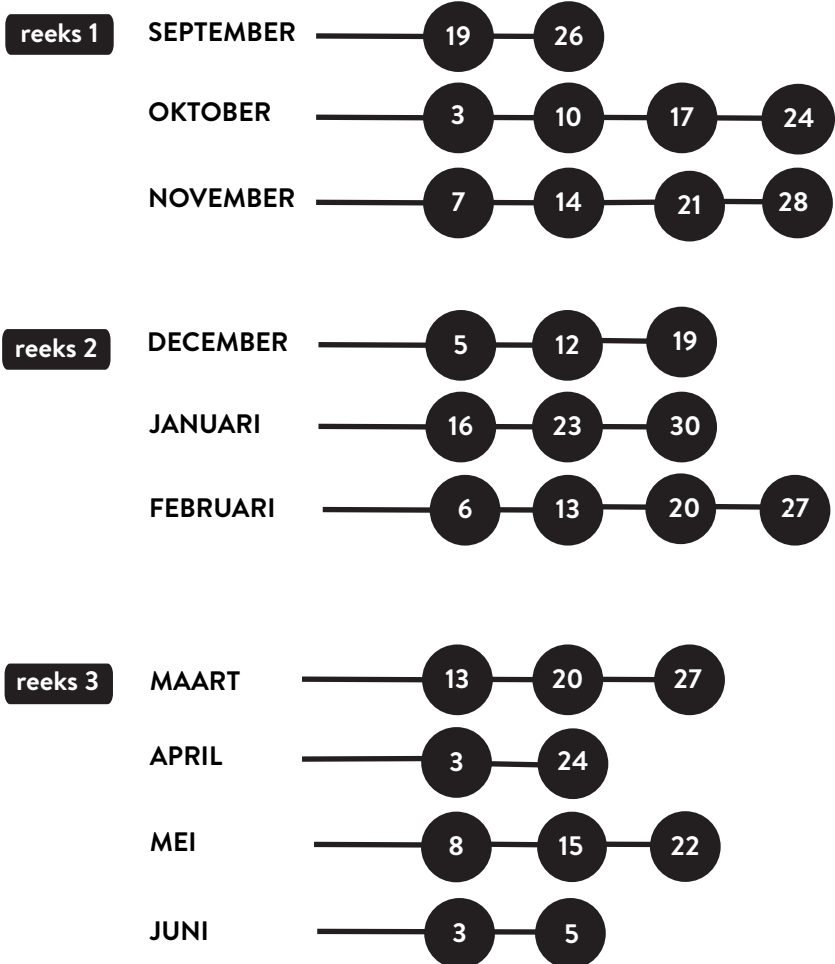 reeks 1 SEPTEMBER 19 26
OKTOBER 3 10 17 24
NOVEMBER 7 14 21 28
reeks 2 DECEMBER 5 12 19
JANUARI 16 23 30
FEBRUARI 6 13 20 27
reeks 3 MAART 13 20 27
APRIL 3 24
MEI 8 15 22
JUNI 3 5